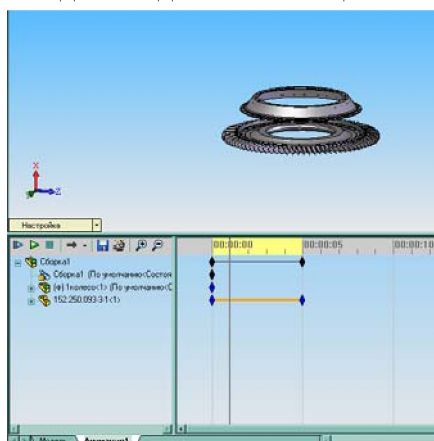 X
Z
Настройка
00:00:00 00:00:05 00:00:10
Сборка1
Сборка1 (По умолчанию<Состоя
(ф) 1колесо<1> (По умолчанию<С
152.250.093-3-1<1>
Анимация1